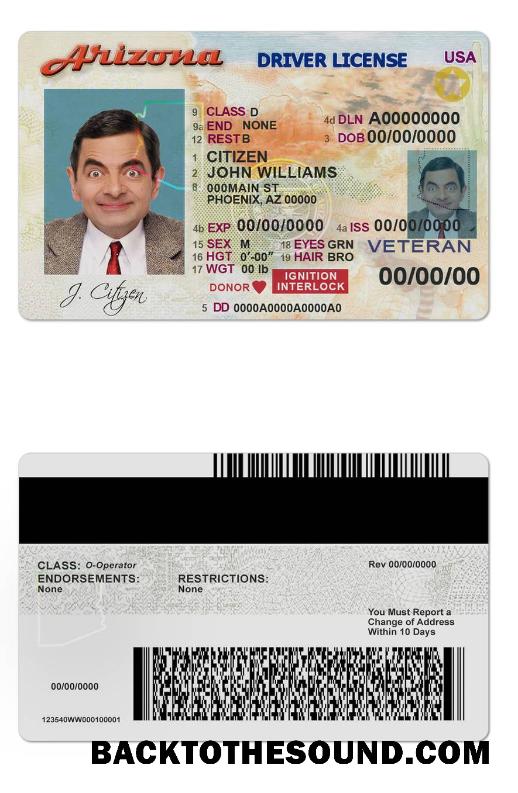 Arizona DRIVER LICENSE USA
9 CLASS D
9a END NONE 4d DLN A00000000
12 REST B 3 DOB 00/00/0000
1 CITIZEN
2 JOHN WILLIAMS
8 000MAIN ST
PHOENIX, AZ 00000
4b EXP 00/00/0000 4a ISS 00/00/0000
15 SEX M 18 EYES GRN VETERAN
16 HGT 0'-00" 19 HAIR BRO
17 WGT 00 lb 00/00/00
DONOR IGNITION
INTERLOCK
J. Citizen
5 DD 0000A0000A0000A0
CLASS: O-Operator Rev 00/00/0000
ENDORSEMENTS: RESTRICTIONS:
None None
You Must Report a
Change of Address
Within 10 Days
00/00/0000
123540WW000100001
BACKTOTHESOUND.COM